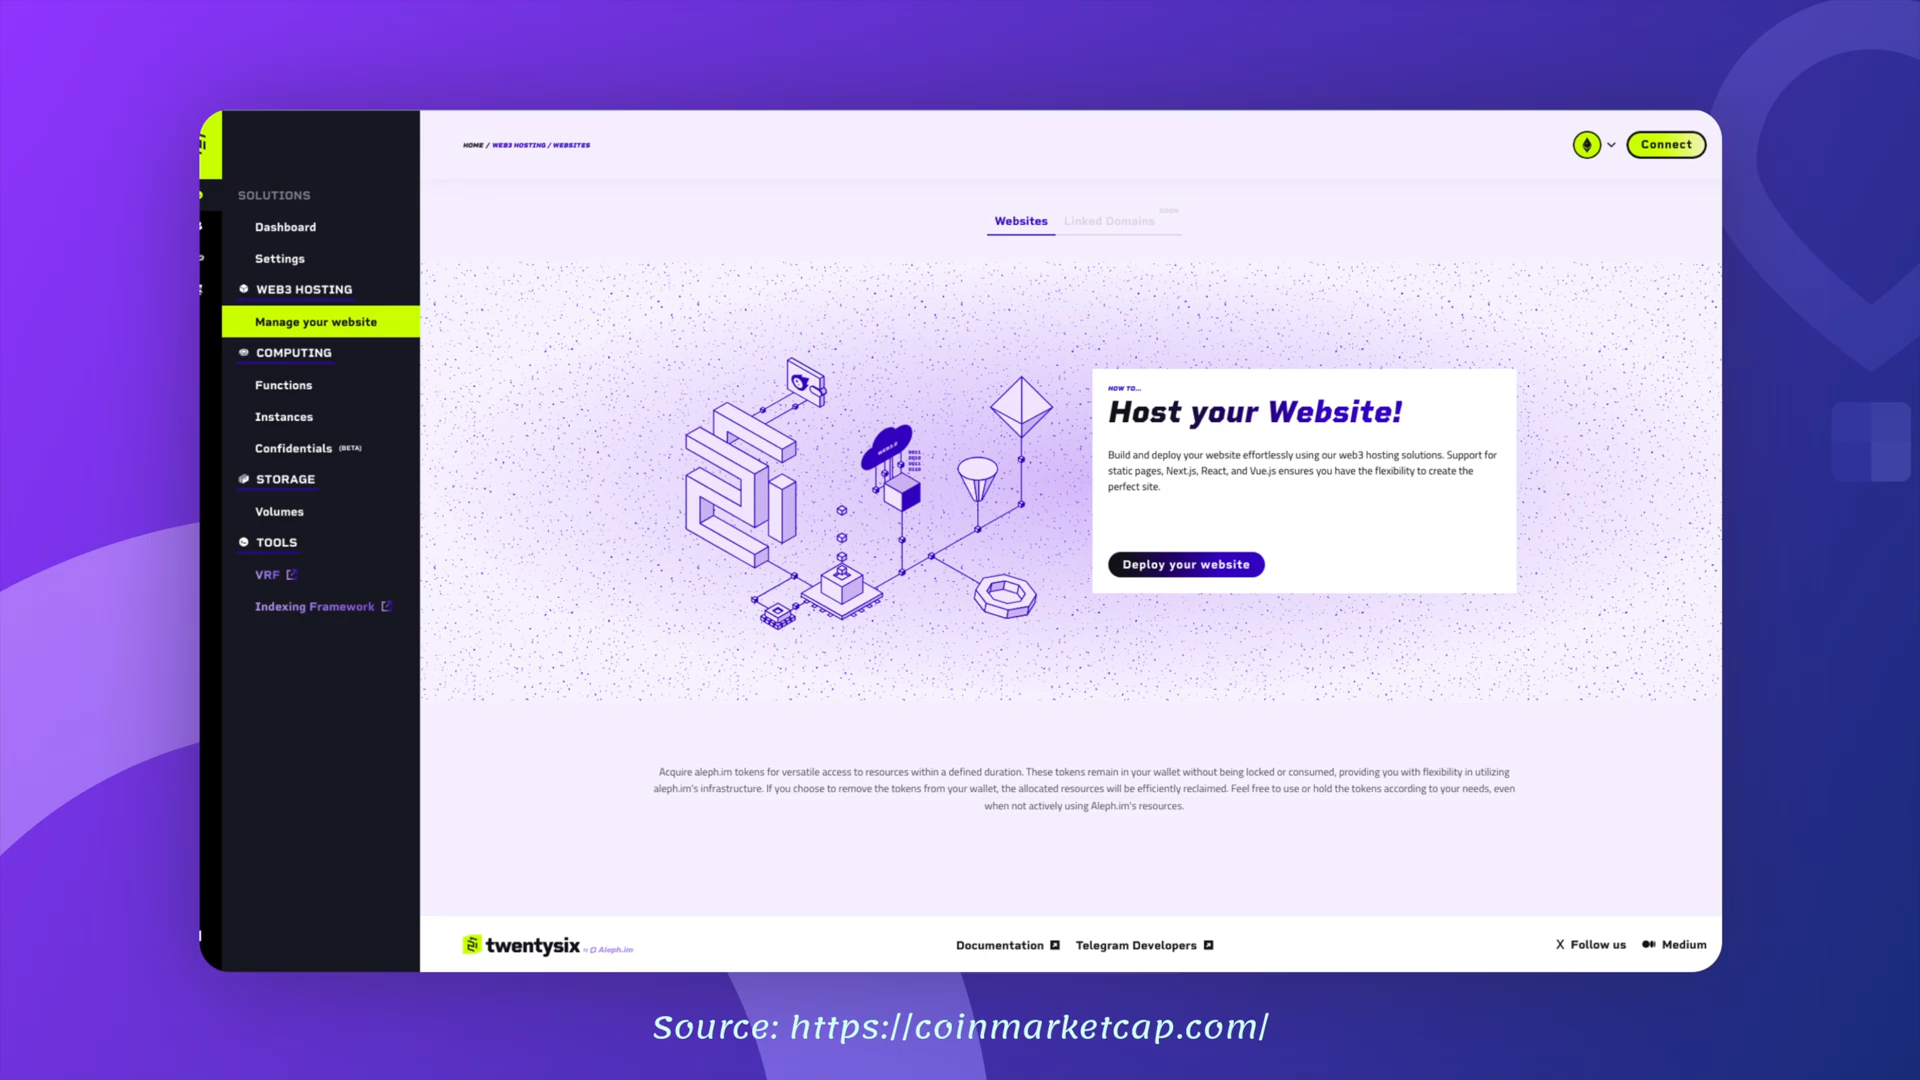 HOME / WEB3 HOSTING / WEBSITES
Connect
SOLUTIONS
Dashboard
Settings
WEB3 HOSTING
Manage your website
COMPUTING
Functions
Instances
Confidentials (BETA)
STORAGE
Volumes
TOOLS
VRF
Indexing Framework
Websites
Linked Domains SOON
WEB3.0
HOW TO...
Host your Website!
Build and deploy your website effortlessly using our web3 hosting solutions. Support for
static pages, Next.js, React, and Vue.js ensures you have the flexibility to create the
perfect site.
Deploy your website
Acquire aleph.im tokens for versatile access to resources within a defined duration. These tokens remain in your wallet without being locked or consumed, providing you with flexibility in utilizing
aleph.im's infrastructure. If you choose to remove the tokens from your wallet, the allocated resources will be efficiently reclaimed. Feel free to use or hold the tokens according to your needs, even
when not actively using Aleph.im's resources.
twentysix by Aleph.im
Documentation
Telegram Developers
X Follow us
Medium
Source: https://coinmarketcap.com/